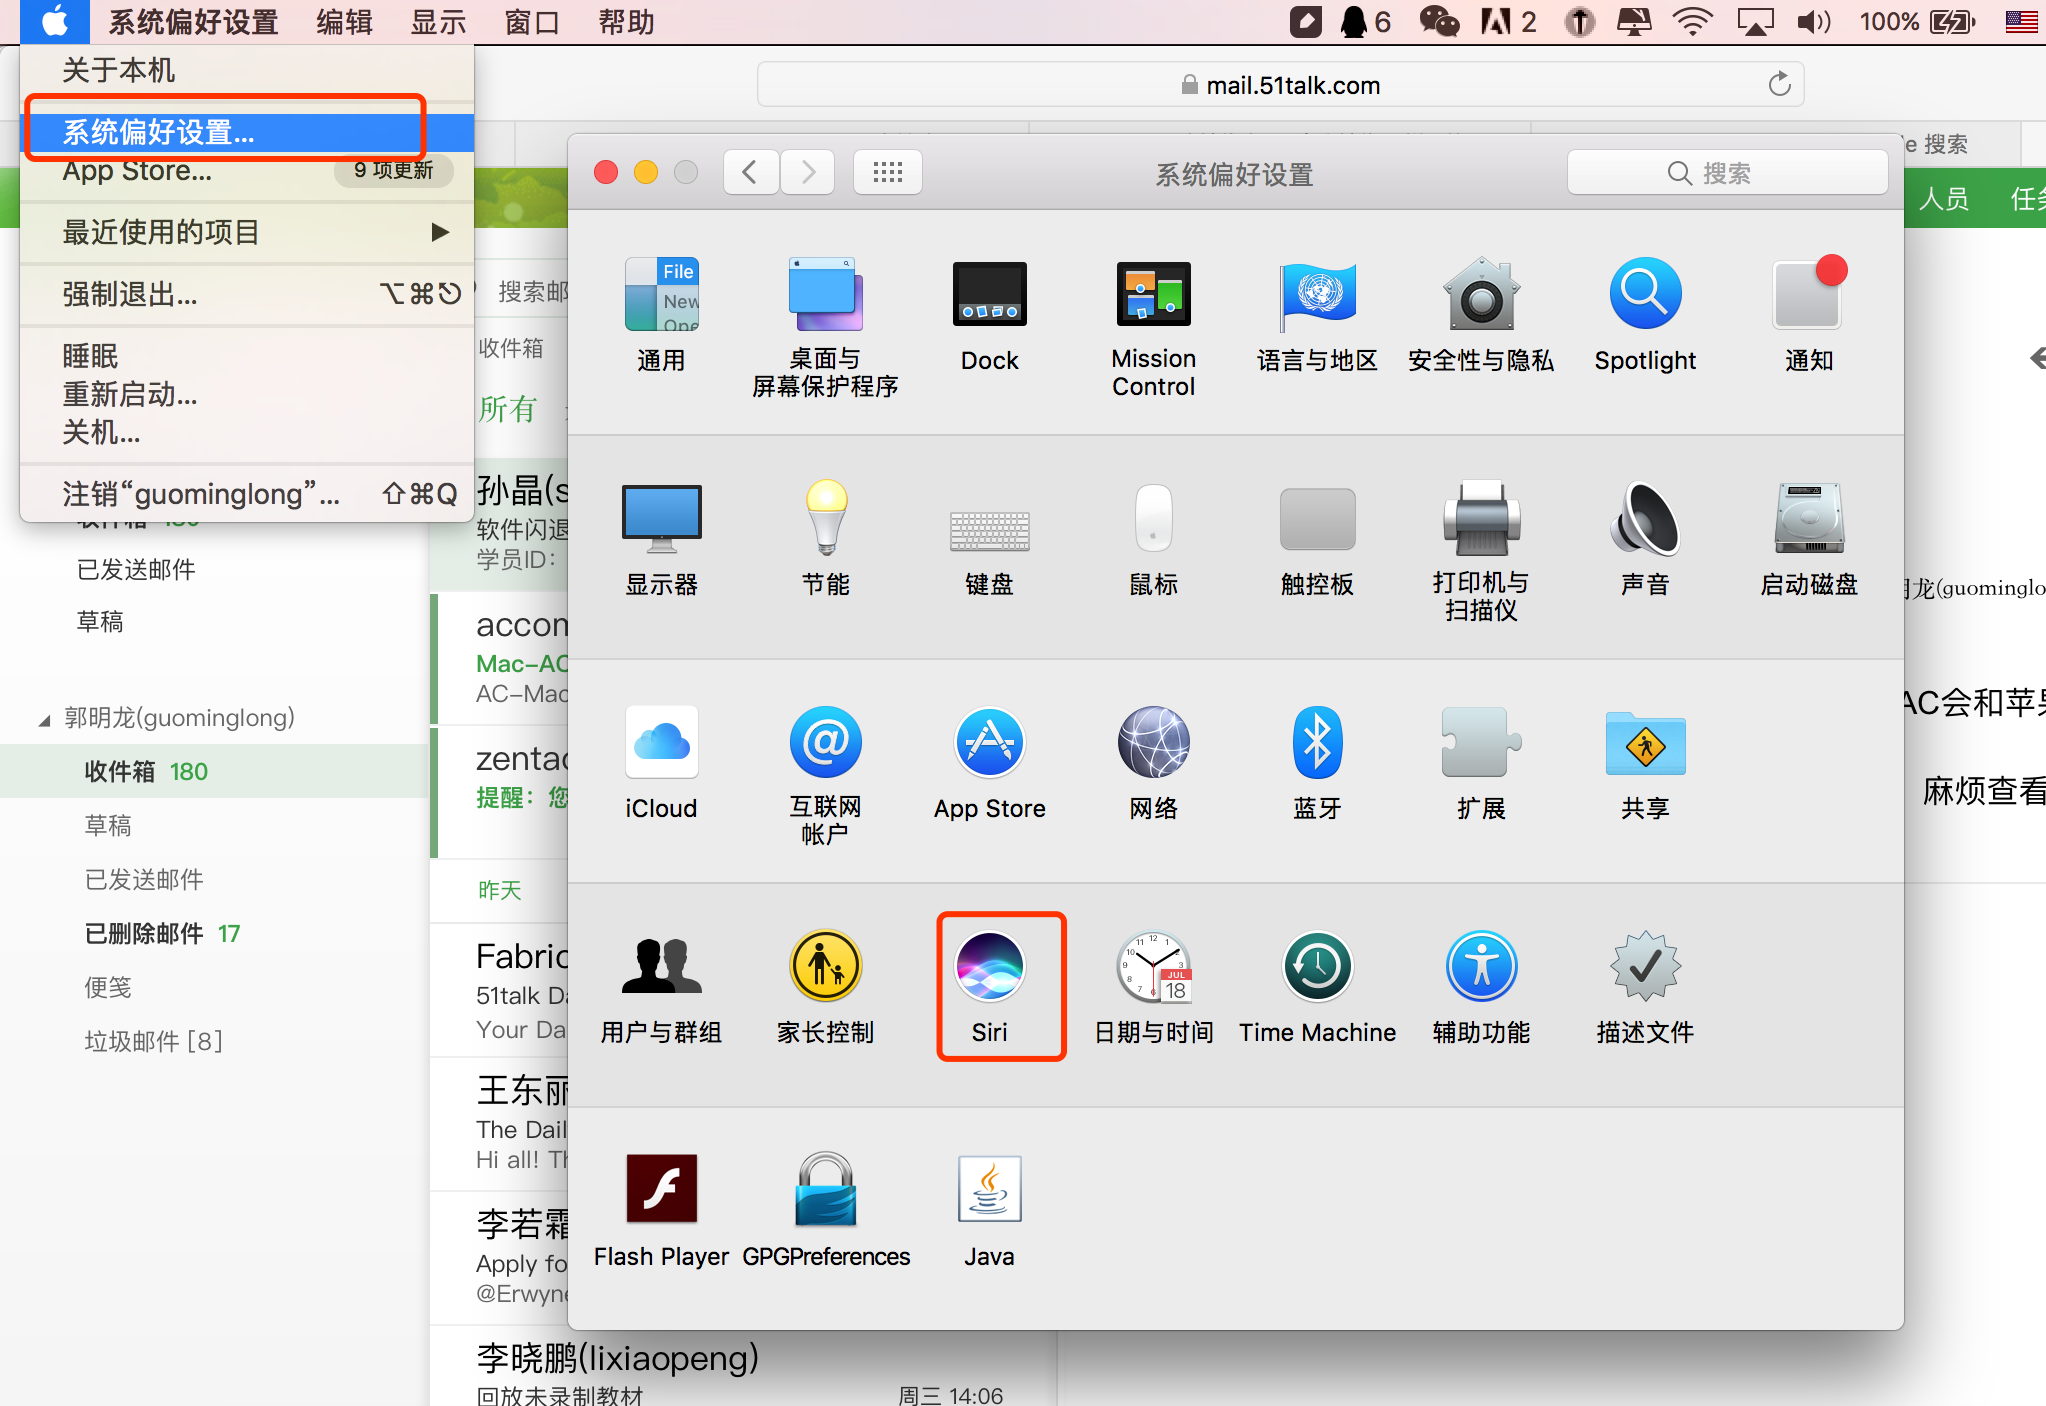 系统偏好设置 编辑 显示 窗口 帮助 6 2 100%
关于本机
系统偏好设置...
App Store... 9 项更新
最近使用的项目 ▶
强制退出... ⌥⌘⎋
睡眠
重新启动...
关机...
注销“guominglong”... ⇧⌘Q
mail.51talk.com
搜索
人员
系统偏好设置
搜索
通用
桌面与
屏幕保护程序
Dock
Mission
Control
语言与地区
安全性与隐私
Spotlight
通知
File
New
Ope
显示器
节能
键盘
鼠标
触控板
打印机与
扫描仪
声音
启动磁盘
iCloud
互联网
帐户
App Store
网络
蓝牙
扩展
共享
用户与群组
家长控制
Siri
日期与时间
JUL
18
Time Machine
辅助功能
描述文件
Flash Player
GPGPreferences
Java
已发送邮件
草稿
郭明龙(guominglong)
收件箱 180
草稿
已发送邮件
已删除邮件 17
便笺
垃圾邮件 [8]
搜索邮
收件箱
所有
孙晶(s
软件闪退
学员ID:
accom
Mac-AC
AC-Mac
zentao
提醒：您
昨天
Fabric
51talk Da
Your Da
王东丽
The Dail
Hi all! Th
李若霜
Apply fo
@Erwyne
李晓鹏(lixiaopeng)
回放未录制教材 周三 14:06
明龙(guominglo
AC会和苹果
麻烦查看